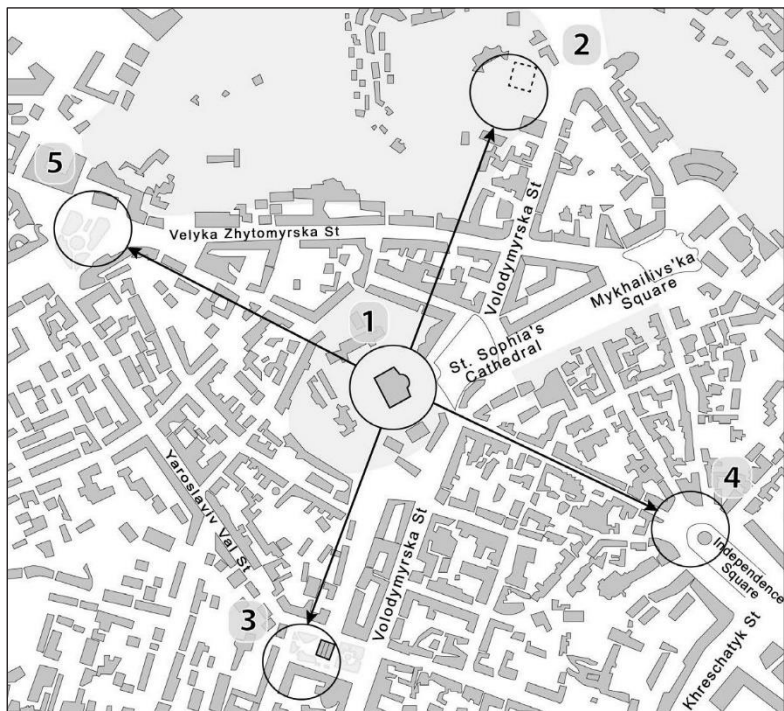 2
5
Velyka Zhytomyrska St
Volodymyrska St
Mykhailivs'ka
Square
1
St. Sophia's
Cathedral
Yaroslaviv Val St
4
Independence
Square
Volodymyrska St
3
Khreschatyk St